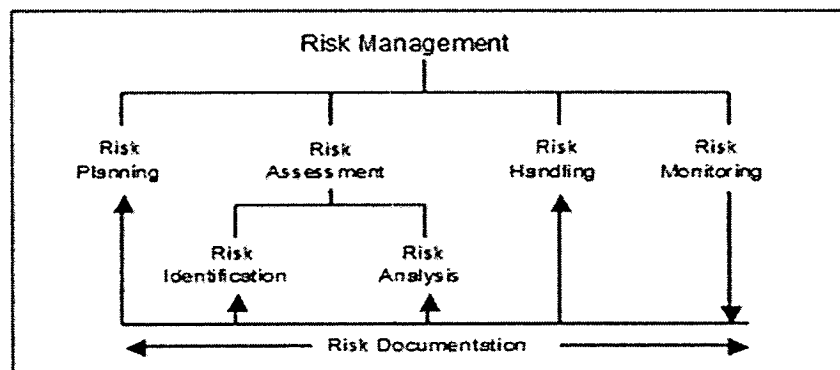 Risk Management
Risk
Planning
Risk
Assessment
Risk
Handling
Risk
Monitoring
Risk
Identification
Risk
Analysis
Risk Documentation